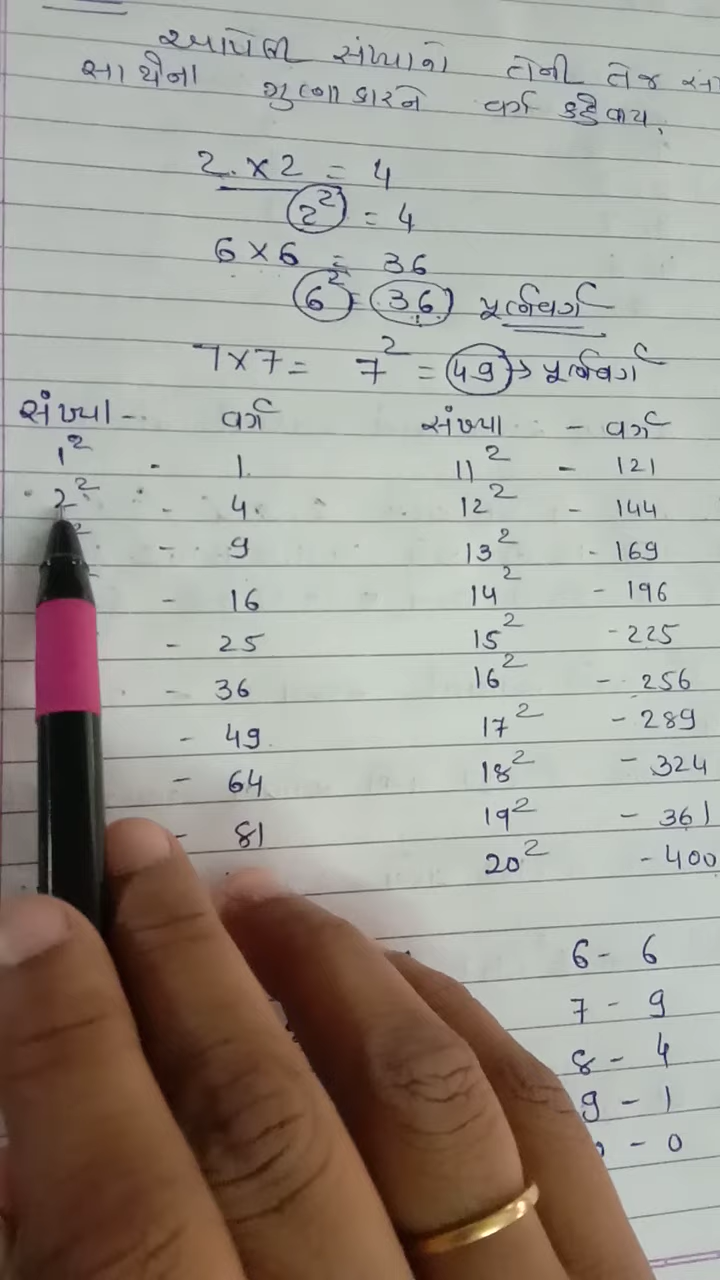 આપેલી સંખ્યાનો તેની તેજ
સાથેના ગુણાકારને વર્ગ કહેવાય.
2 × 2 = 4
2² = 4
6 × 6 = 36
6² = 36 પૂર્ણવર્ગ
7×7 = 7² = 49 → પૂર્ણવર્ગ
સંખ્યા - વર્ગ
1² - 1
2² - 4
- 9
- 16
- 25
- 36
- 49
- 64
- 81
સંખ્યા - વર્ગ
11² - 121
12² - 144
13² - 169
14² - 196
15² - 225
16² - 256
17² - 289
18² - 324
19² - 361
20² - 400
6 - 6
7 - 9
8 - 4
9 - 1
- 0